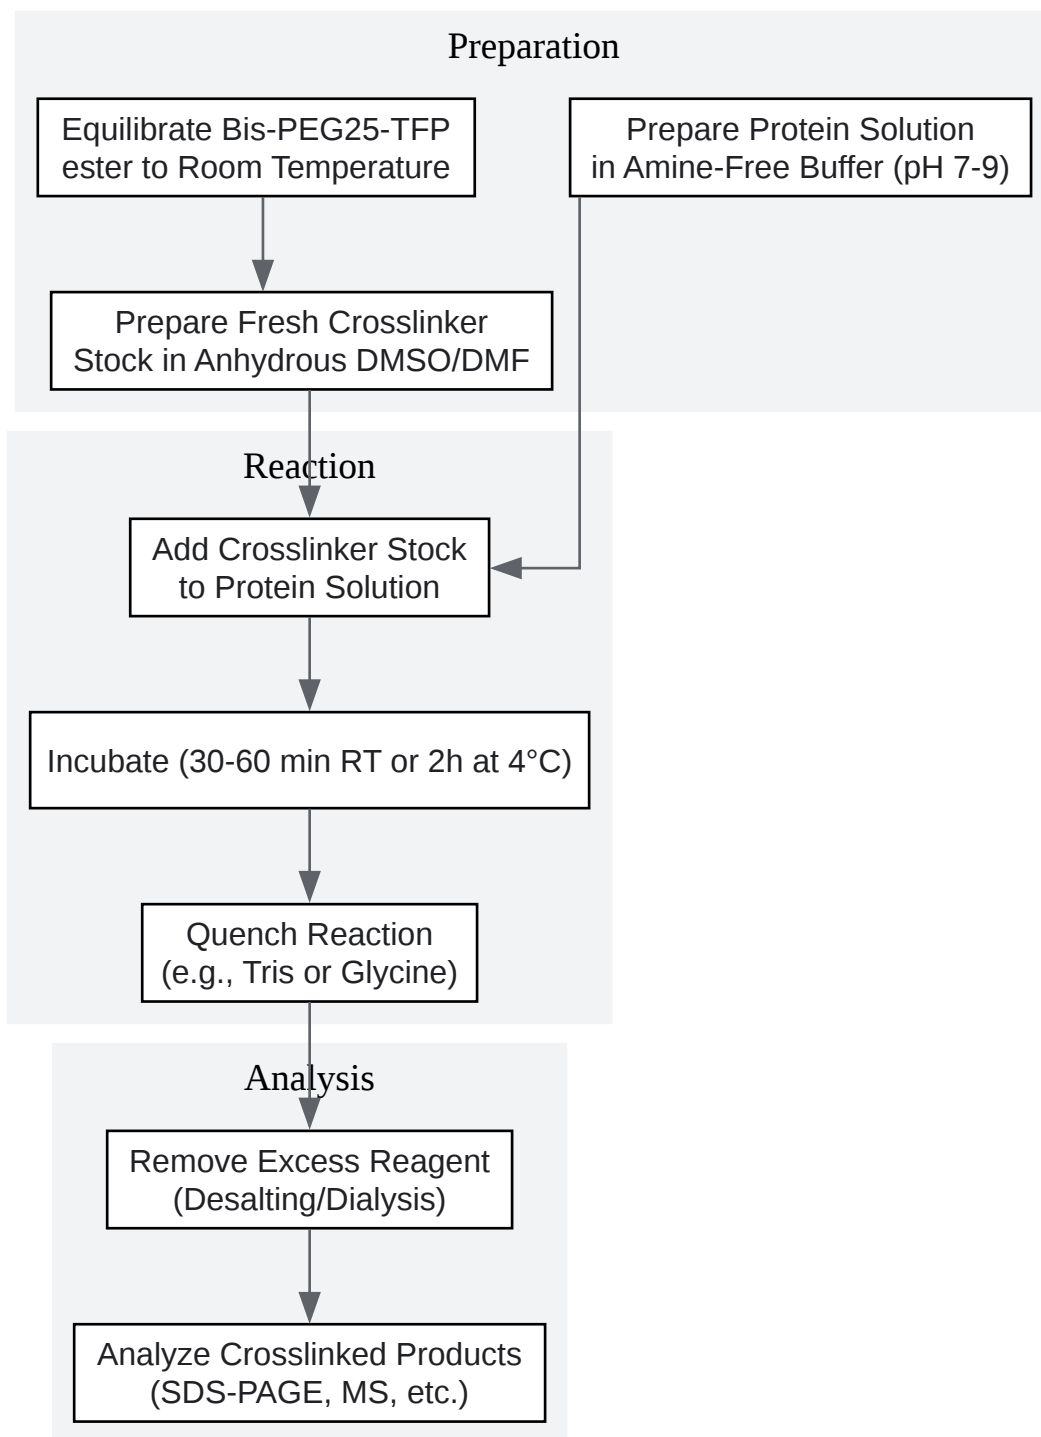 Preparation
Equilibrate Bis-PEG25-TFP
ester to Room Temperature
Prepare Protein Solution
in Amine-Free Buffer (pH 7-9)
Prepare Fresh Crosslinker
Stock in Anhydrous DMSO/DMF
Reaction
Add Crosslinker Stock
to Protein Solution
Incubate (30-60 min RT or 2h at 4°C)
Quench Reaction
(e.g., Tris or Glycine)
Analysis
Remove Excess Reagent
(Desalting/Dialysis)
Analyze Crosslinked Products
(SDS-PAGE, MS, etc.)